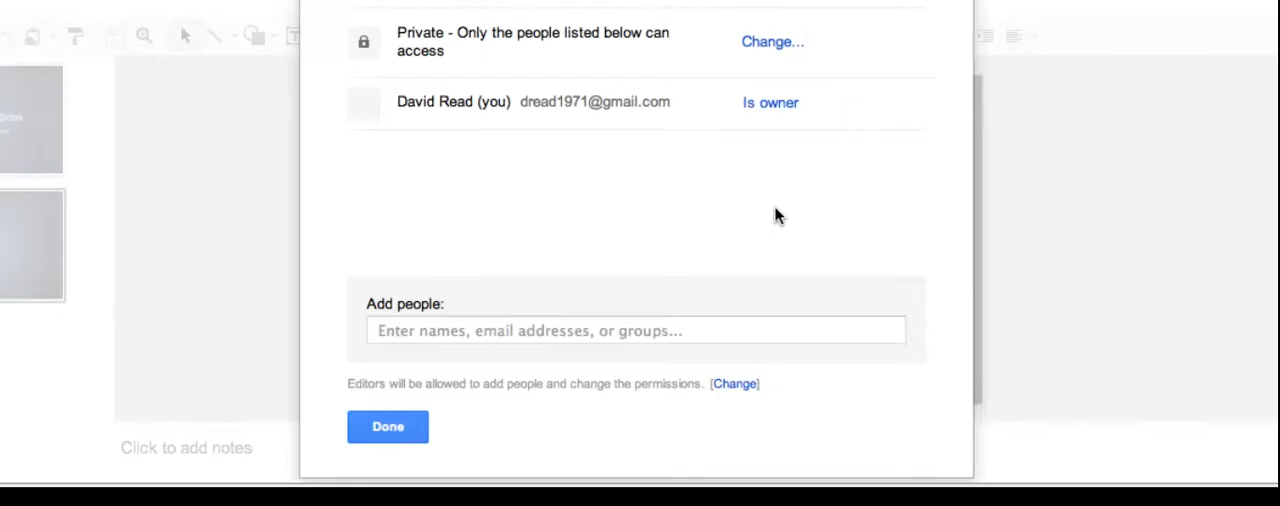 Private - Only the people listed below can
access
Change...
David Read (you) dread1971@gmail.com
Is owner
Add people:
Enter names, email addresses, or groups...
Editors will be allowed to add people and change the permissions. [Change]
Done
Click to add notes